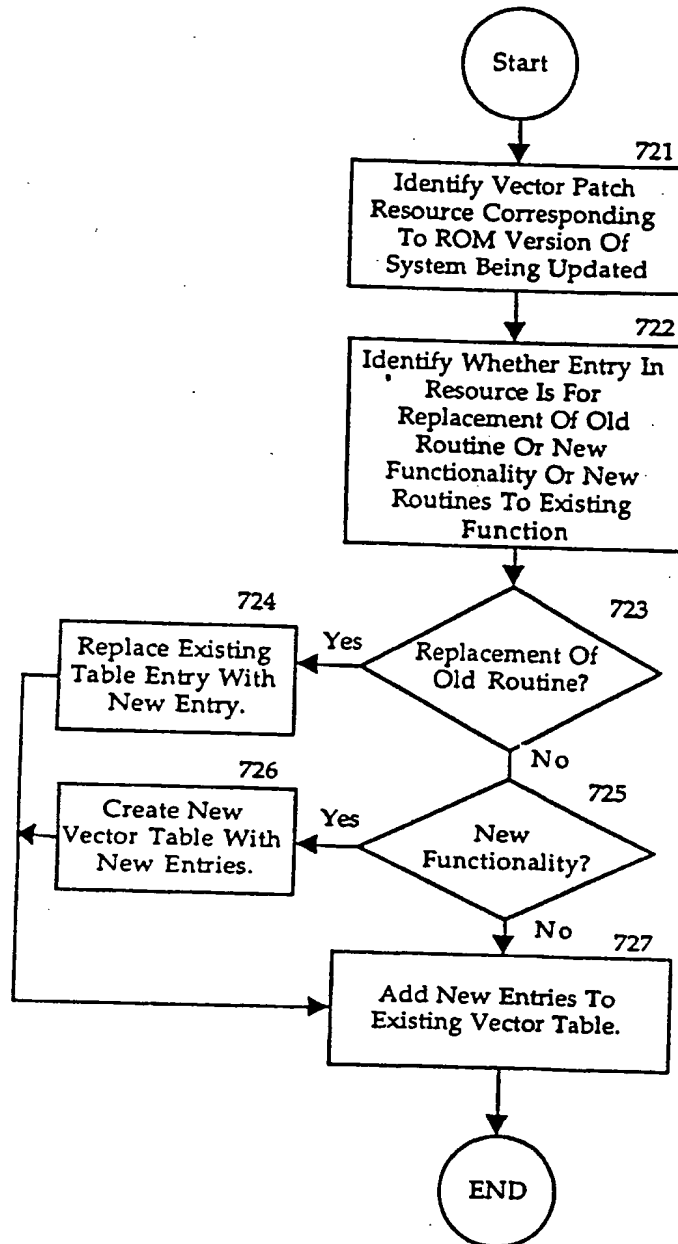 Start
721
Identify Vector Patch
Resource Corresponding
To ROM Version Of
System Being Updated
722
Identify Whether Entry In
Resource Is For
Replacement Of Old
Routine Or New
Functionality Or New
Routines To Existing
Function
723
Replacement Of
Old Routine?
Yes
724
Replace Existing
Table Entry With
New Entry.
No
725
New
Functionality?
Yes
726
Create New
Vector Table With
New Entries.
No
727
Add New Entries To
Existing Vector Table.
END